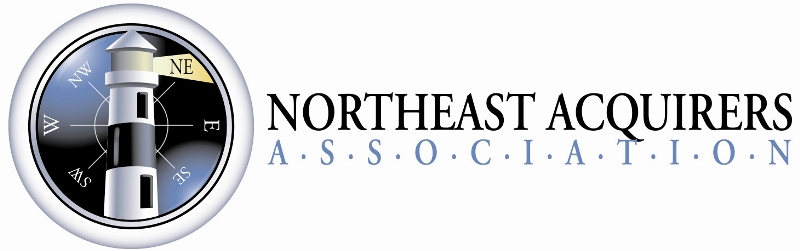 NW
NE
W
E
SW
SE
NORTHEAST ACQUIRERS
A·S·S·O·C·I·A·T·I·O·N